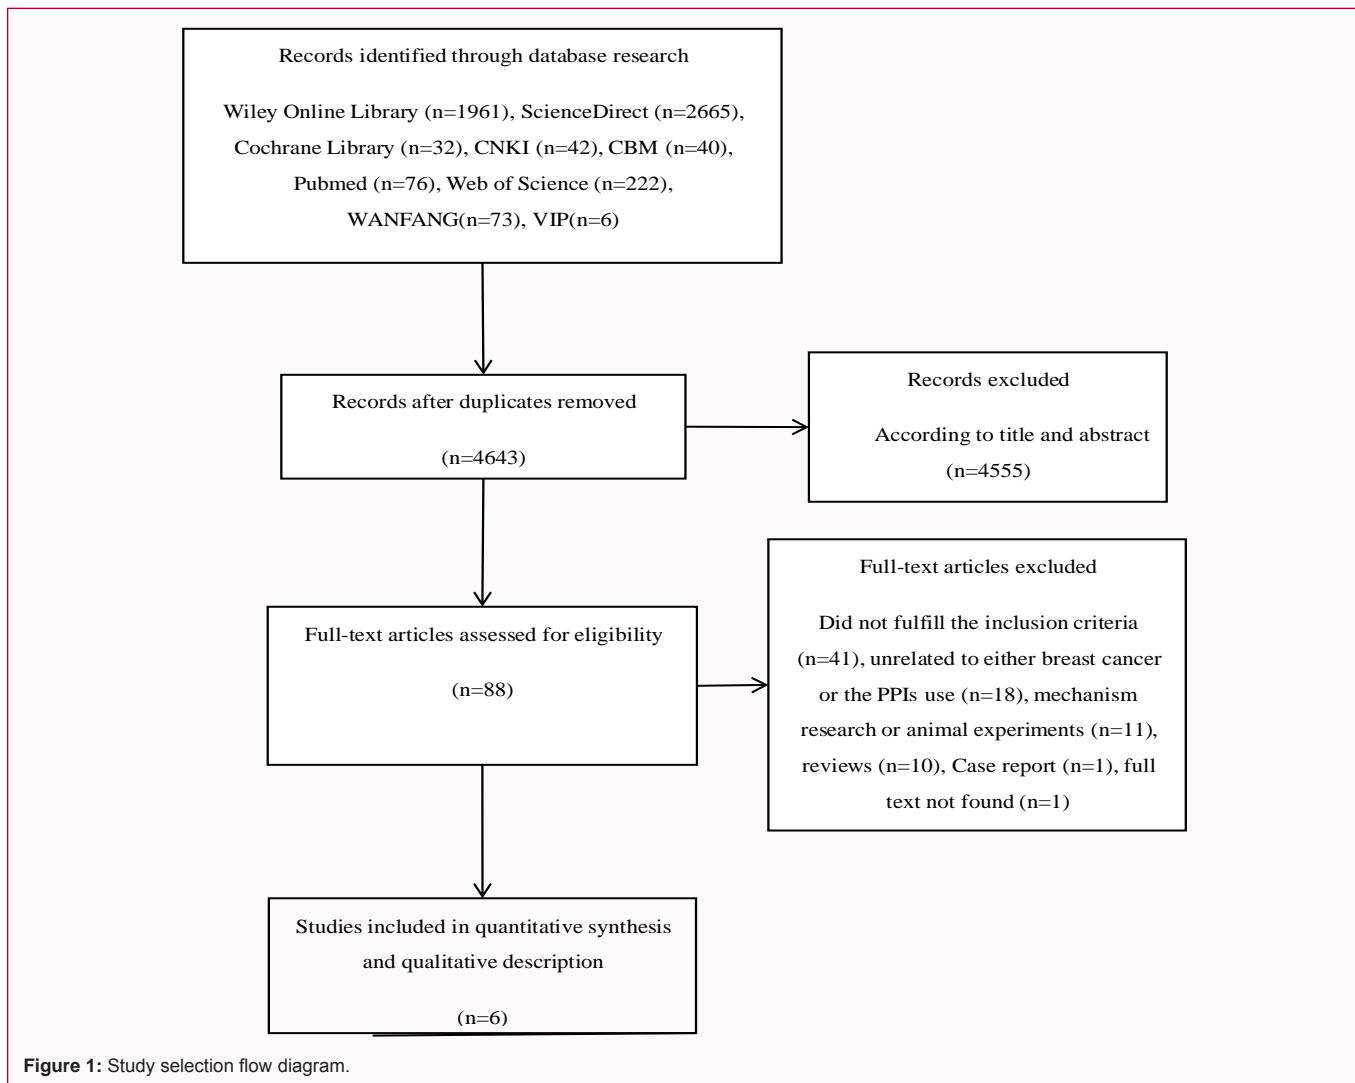 Records identified through database research
Wiley Online Library (n=1961), ScienceDirect (n=2665),
Cochrane Library (n=32), CNKI (n=42), CBM (n=40),
Pubmed (n=76), Web of Science (n=222),
WANFANG(n=73), VIP(n=6)
Records after duplicates removed
(n=4643)
Records excluded
According to title and abstract
(n=4555)
Full-text articles assessed for eligibility
(n=88)
Full-text articles excluded
Did not fulfill the inclusion criteria
(n=41), unrelated to either breast cancer
or the PPIs use (n=18), mechanism
research or animal experiments (n=11),
reviews (n=10), Case report (n=1), full
text not found (n=1)
Studies included in quantitative synthesis
and qualitative description
(n=6)
Figure 1: Study selection flow diagram.